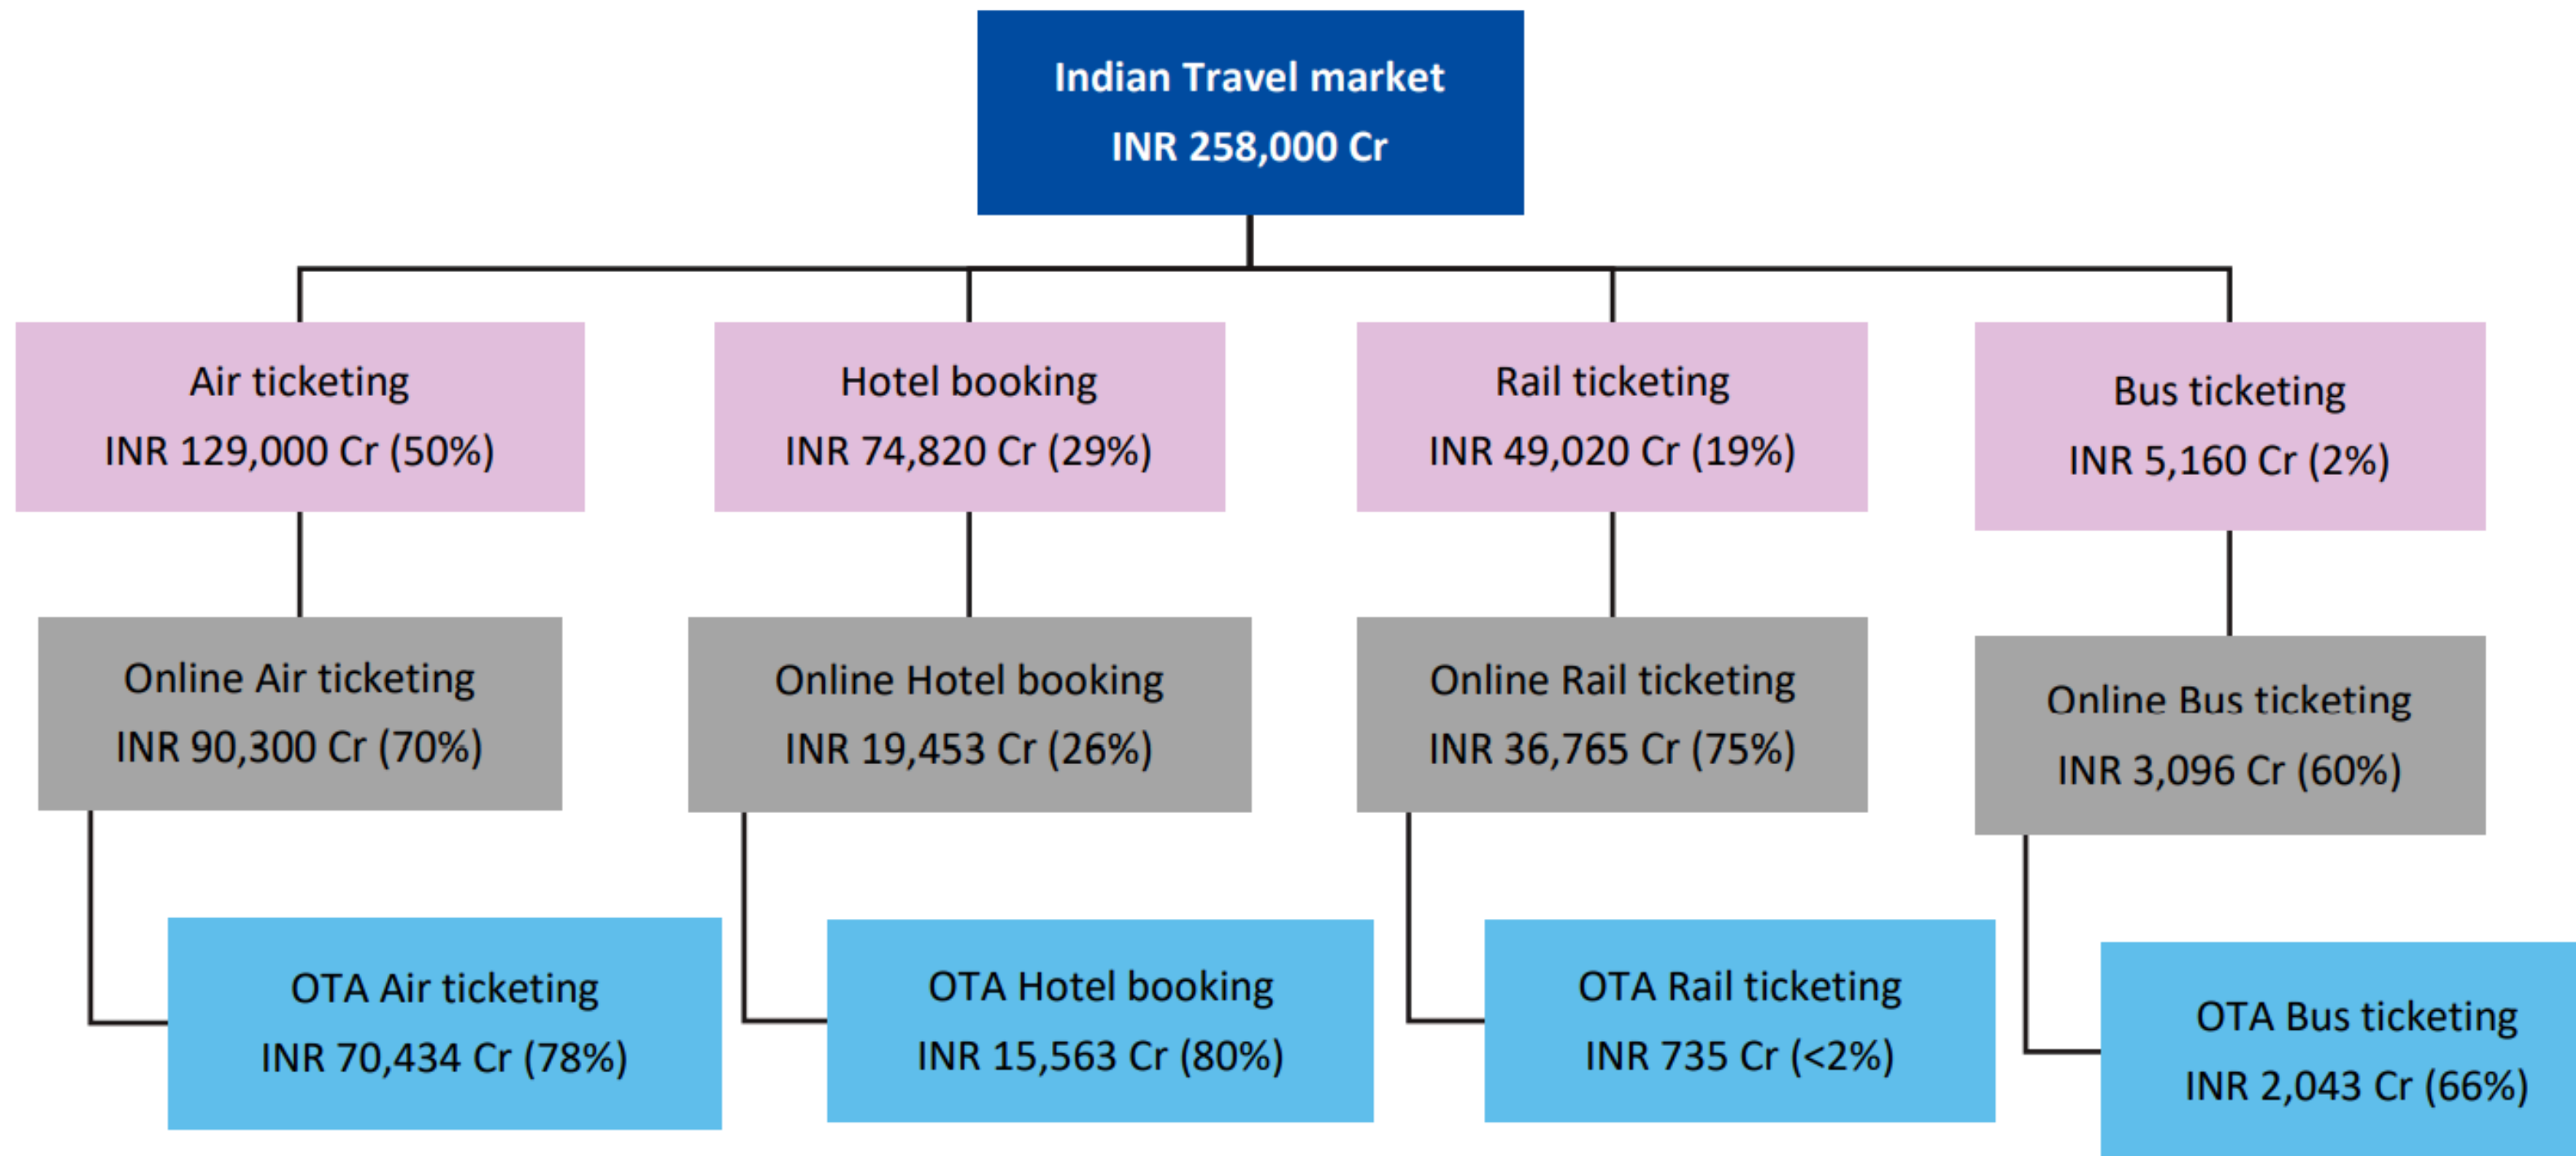 Indian Travel market
INR 258,000 Cr
Air ticketing
INR 129,000 Cr (50%)
Hotel booking
INR 74,820 Cr (29%)
Rail ticketing
INR 49,020 Cr (19%)
Bus ticketing
INR 5,160 Cr (2%)
Online Air ticketing
INR 90,300 Cr (70%)
Online Hotel booking
INR 19,453 Cr (26%)
Online Rail ticketing
INR 36,765 Cr (75%)
Online Bus ticketing
INR 3,096 Cr (60%)
OTA Air ticketing
INR 70,434 Cr (78%)
OTA Hotel booking
INR 15,563 Cr (80%)
OTA Rail ticketing
INR 735 Cr (<2%)
OTA Bus ticketing
INR 2,043 Cr (66%)